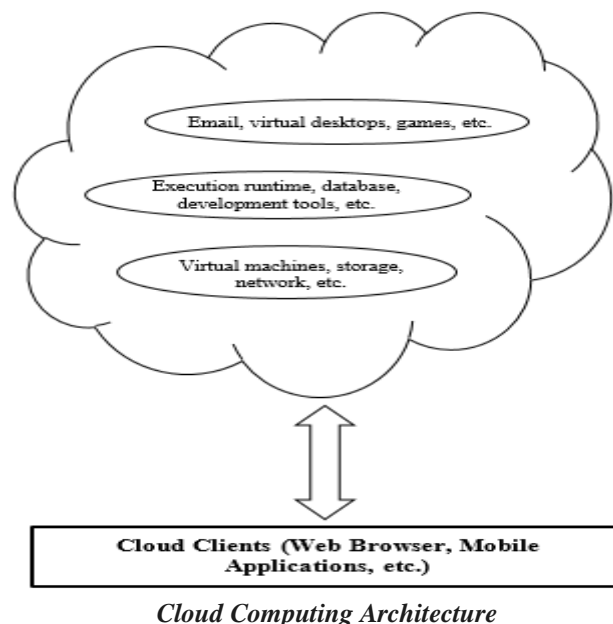 Email, virtual desktops, games, etc.
Execution runtime, database,
development tools, etc.
Virtual machines, storage,
network, etc.
Cloud Clients (Web Browser, Mobile
Applications, etc.)
Cloud Computing Architecture